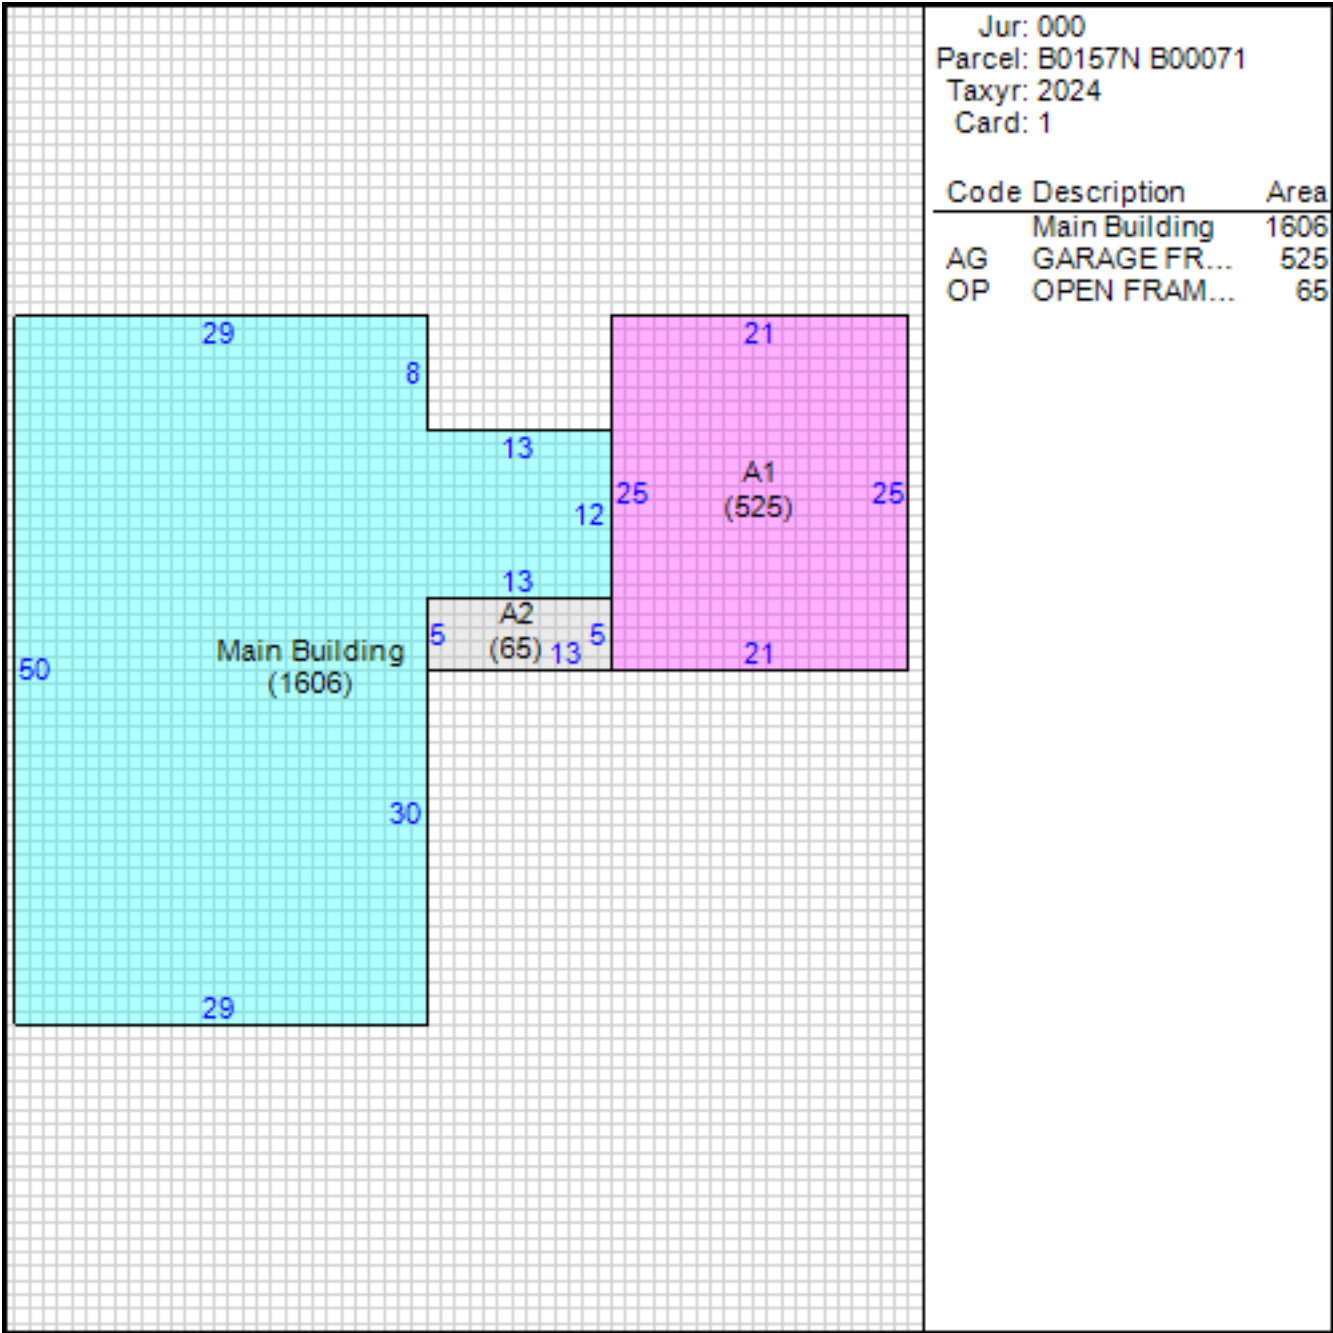 Jur: 000
Parcel: B0157N B00071
Taxyr: 2024
Card: 1
Code Description Area
Main Building 1606
AG GARAGE FR... 525
OP OPEN FRAM... 65
29
21
8
13
A1
25
25
(525)
12
13
A2
5
5
(65)
13
21
Main Building
50
(1606)
30
29